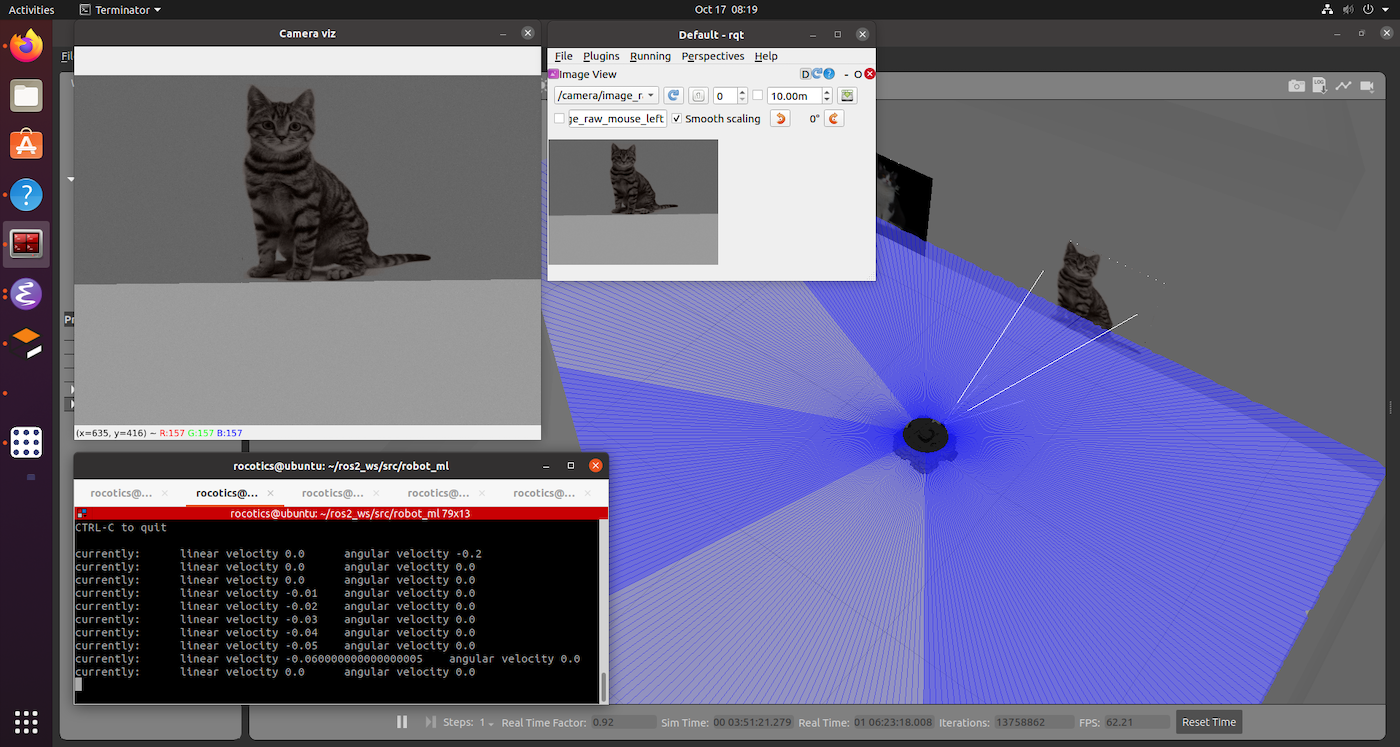 Activities Terminator Oct 17 08:19
Camera viz
(x=635, y=416) ~ R:157 G:157 B:157
Default - rqt
File Plugins Running Perspectives Help
Image View D O
/camera/image_r 0 10.00m
ge_raw_mouse_left Smooth scaling 0°
Fil
Pr
LOG
rocotics@ubuntu: ~/ros2_ws/src/robot_ml
rocotics@... rocotics@... rocotics@... rocotics@... rocotics@...
rocotics@ubuntu: ~/ros2_ws/src/robot_ml 79x13
CTRL-C to quit
currently: linear velocity 0.0 angular velocity -0.2
currently: linear velocity 0.0 angular velocity 0.0
currently: linear velocity 0.0 angular velocity 0.0
currently: linear velocity -0.01 angular velocity 0.0
currently: linear velocity -0.02 angular velocity 0.0
currently: linear velocity -0.03 angular velocity 0.0
currently: linear velocity -0.04 angular velocity 0.0
currently: linear velocity -0.05 angular velocity 0.0
currently: linear velocity -0.060000000000000005 angular velocity 0.0
currently: linear velocity 0.0 angular velocity 0.0
Steps: 1 Real Time Factor: 0.92 Sim Time: 00 03:51:21.279 Real Time: 01 06:23:18.008 Iterations: 13758862 FPS: 62.21 Reset Time